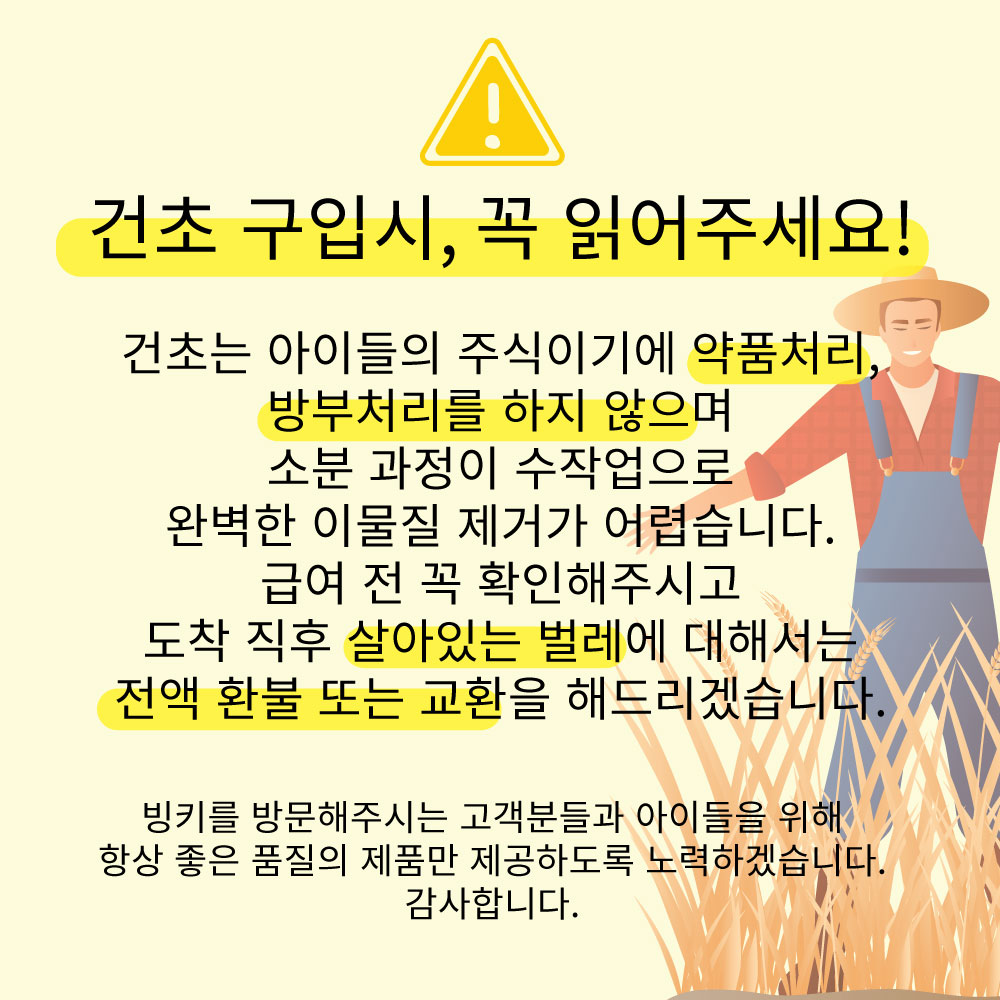 건초 구입시, 꼭 읽어주세요!
건초는 아이들의 주식이기에 약품처리,
방부처리를 하지 않으며
소분 과정이 수작업으로
완벽한 이물질 제거가 어렵습니다.
급여 전 꼭 확인해주시고
도착 직후 살아있는 벌레에 대해서는
전액 환불 또는 교환을 해드리겠습니다.
빙키를 방문해주시는 고객분들과 아이들을 위해
항상 좋은 품질의 제품만 제공하도록 노력하겠습니다.
감사합니다.